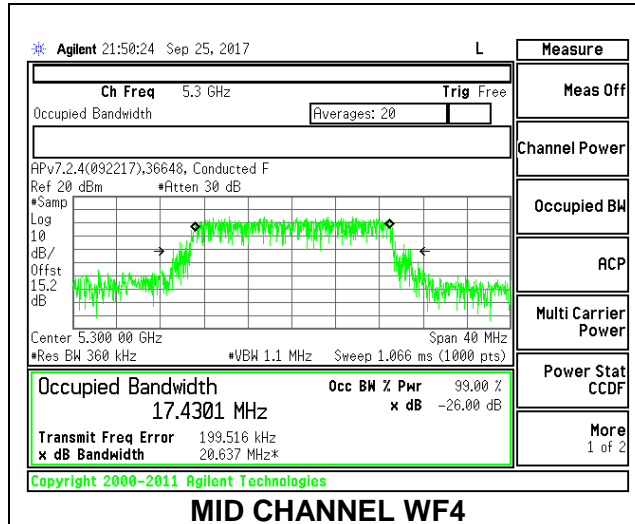 Agilent 21:50:24 Sep 25, 2017 L
Measure
Ch Freq 5.3 GHz Trig Free
Occupied Bandwidth Averages: 20
Meas Off
Channel Power
Occupied BW
ACP
Multi Carrier
Power
Power Stat
CCDF
More
1 of 2
APv7.2.4(092217),36648, Conducted F
Ref 20 dBm #Atten 30 dB
#Samp
Log
10
dB/
Offst
15.2
dB
Center 5.300 00 GHz Span 40 MHz
#Res BW 360 kHz #VBW 1.1 MHz Sweep 1.066 ms (1000 pts)
Occupied Bandwidth Occ BW % Pwr 99.00 %
17.4301 MHz x dB -26.00 dB
Transmit Freq Error 199.516 kHz
x dB Bandwidth 20.637 MHz*
Copyright 2000-2011 Agilent Technologies
MID CHANNEL WF4